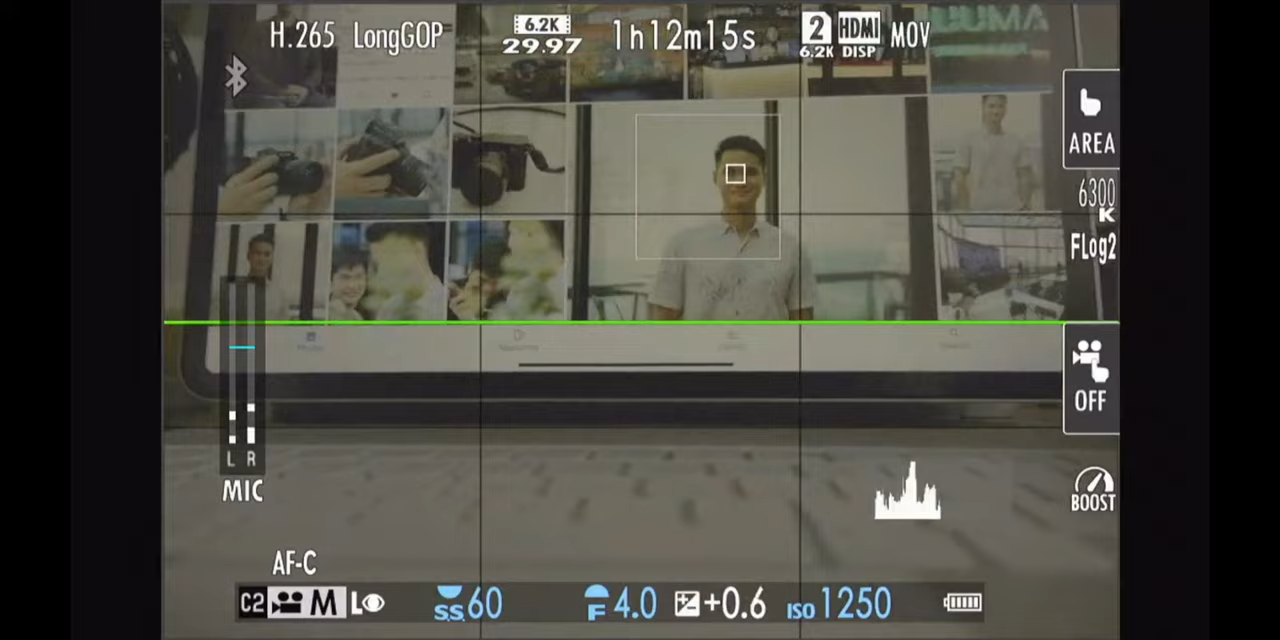 H.265 LongGOP 6.2K 29.97 1h12m15s 2 HDMI MOV
6.2K DISP
AREA
6300
K
FLog2
OFF
L R
MIC
BOOST
AF-C
C2 M L SS 60 F 4.0 +0.6 ISO 1250